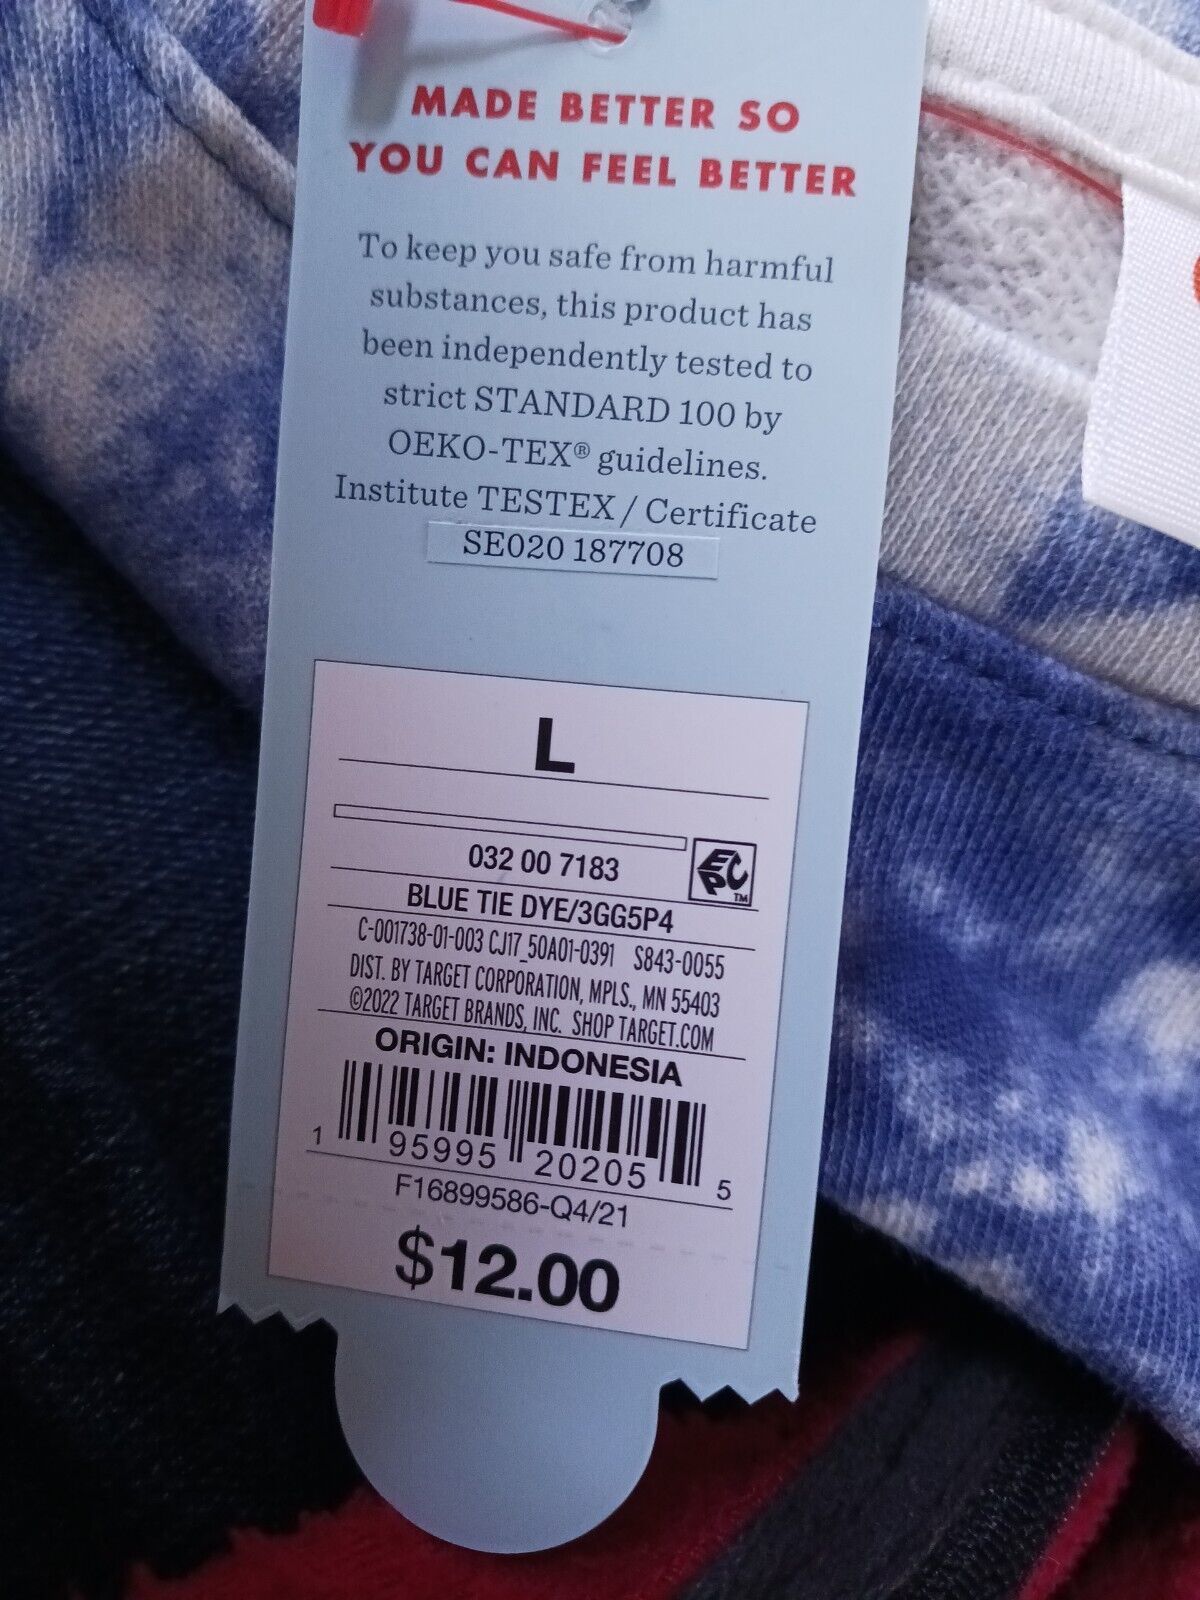 MADE BETTER SO
YOU CAN FEEL BETTER
To keep you safe from harmful
substances, this product has
been independently tested to
strict STANDARD 100 by
OEKO-TEX® guidelines.
Institute TESTEX / Certificate
SE020 187708
L
032 00 7183
EPC TM
BLUE TIE DYE/3GG5P4
C-001738-01-003 CJ17_50A01-0391 S843-0055
DIST. BY TARGET CORPORATION, MPLS., MN 55403
©2022 TARGET BRANDS, INC. SHOP TARGET.COM
ORIGIN: INDONESIA
1 95995 20205 5
F16899586-Q4/21
$12.00